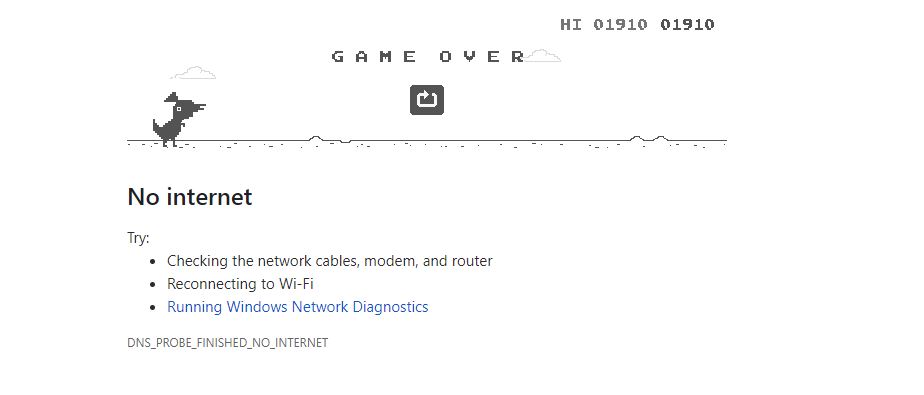 HI 01910 01910
GAME OVER
No internet
Try:
• Checking the network cables, modem, and router
• Reconnecting to Wi-Fi
• Running Windows Network Diagnostics
DNS_PROBE_FINISHED_NO_INTERNET